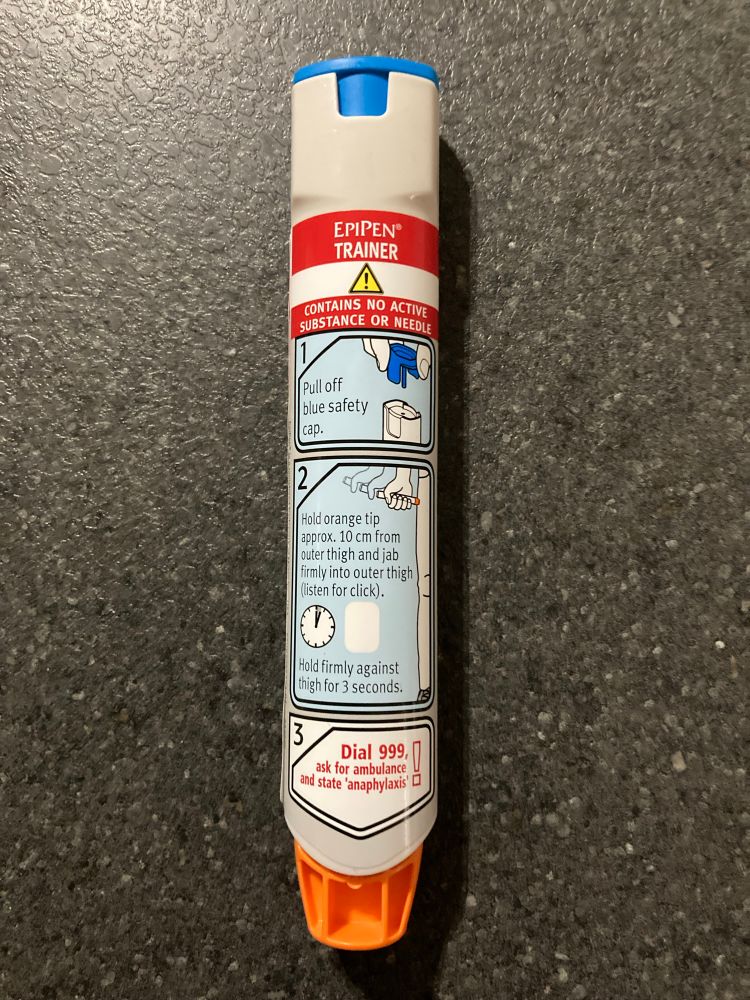 EPIPEN®
TRAINER
CONTAINS NO ACTIVE
SUBSTANCE OR NEEDLE
1
Pull off
blue safety
cap.
2
Hold orange tip
approx. 10 cm from
outer thigh and jab
firmly into outer thigh
(listen for click).
Hold firmly against
thigh for 3 seconds.
3
Dial 999,
ask for ambulance
and state 'anaphylaxis'
!